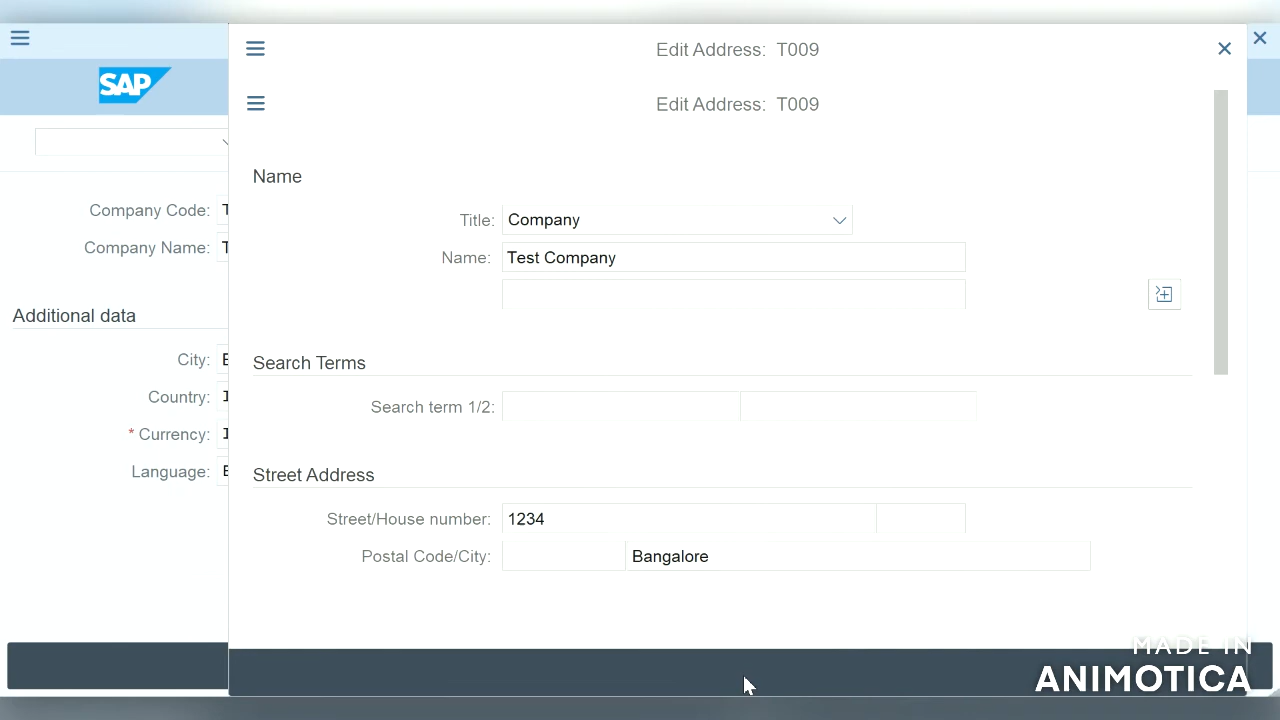 Edit Address: T009
SAP
Edit Address: T009
Name
Title: Company
Company Code: T
Name: Test Company
Company Name: T
Additional data
Search Terms
City: B
Country: I
Search term 1/2:
* Currency: I
Language: E
Street Address
Street/House number: 1234
Postal Code/City: Bangalore
MADE IN
ANIMOTICA